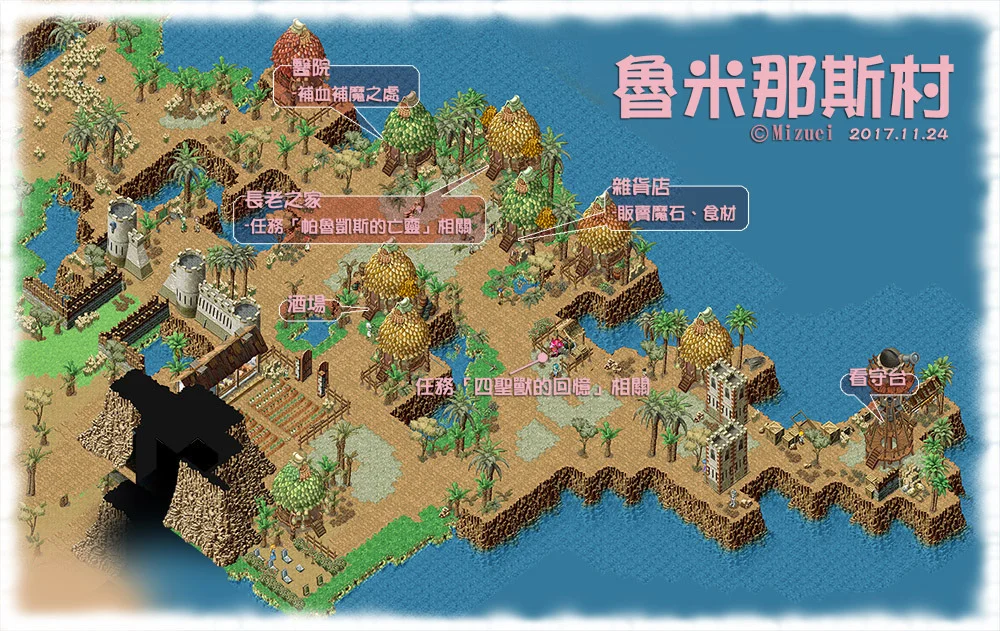 魯米那斯村
©Mizuei 2017.11.24
醫院
-補血補魔之處
長老之家
-任務「帕魯凱斯的亡靈」相關
雜貨店
-販賣魔石、食材
酒場
任務「四聖獸的回憶」相關
看守台